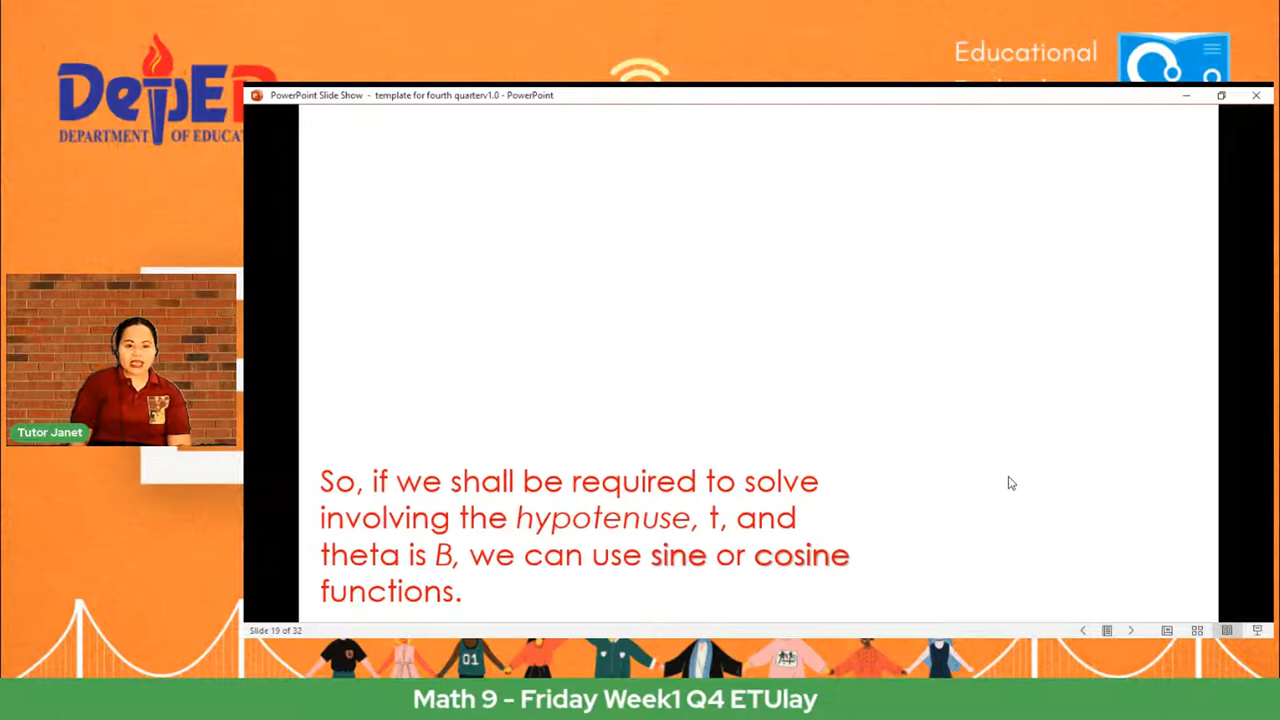 DepED
DEPARTMENT OF EDUCA
Educational
PowerPoint Slide Show - template for fourth quarterv1.0 - PowerPoint
Tutor Janet
So, if we shall be required to solve
involving the hypotenuse, t, and
theta is B, we can use sine or cosine
functions.
Slide 19 of 32
01
Math 9 - Friday Week1 Q4 ETUlay